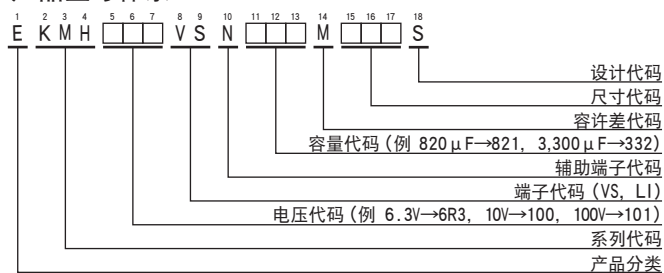 1 2 3 4 5 6 7 8 9 10 11 12 13 14 15 16 17 18
E K M H □□□ V S N □□□ M □□□ S
设计代码
尺寸代码
容许差代码
容量代码(例 820μF→821, 3,300μF→332)
辅助端子代码
端子代码(VS, LI)
电压代码(例 6.3V→6R3, 10V→100, 100V→101)
系列代码
产品分类